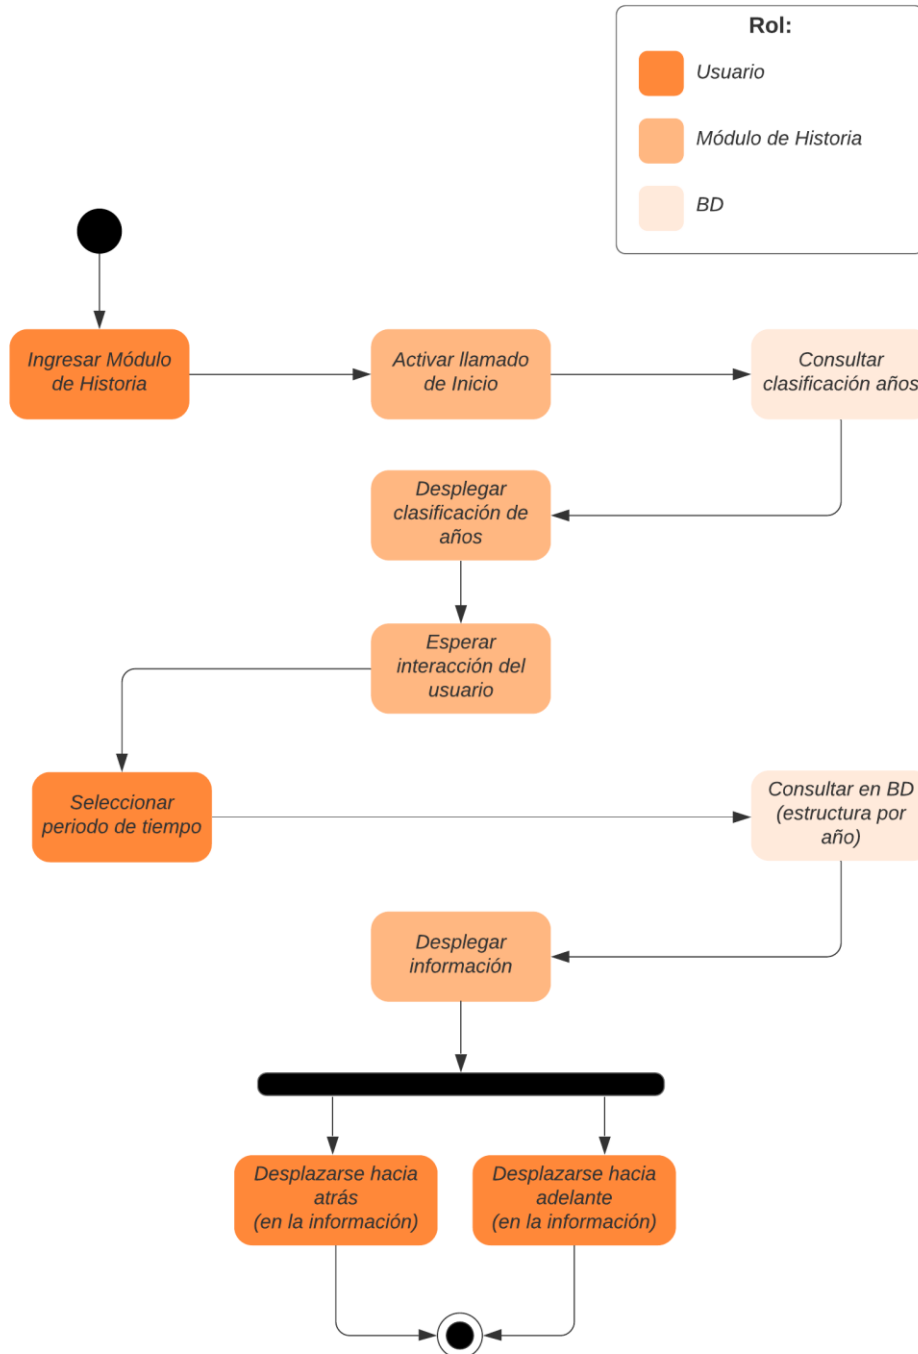 Rol:
Usuario
Módulo de Historia
BD
Ingresar Módulo
de Historia
Activar llamado
de Inicio
Consultar
clasificación años
Desplegar
clasificación de
años
Esperar
interacción del
usuario
Seleccionar
periodo de tiempo
Consultar en BD
(estructura por
año)
Desplegar
información
Desplazarse hacia
atrás
(en la información)
Desplazarse hacia
adelante
(en la información)